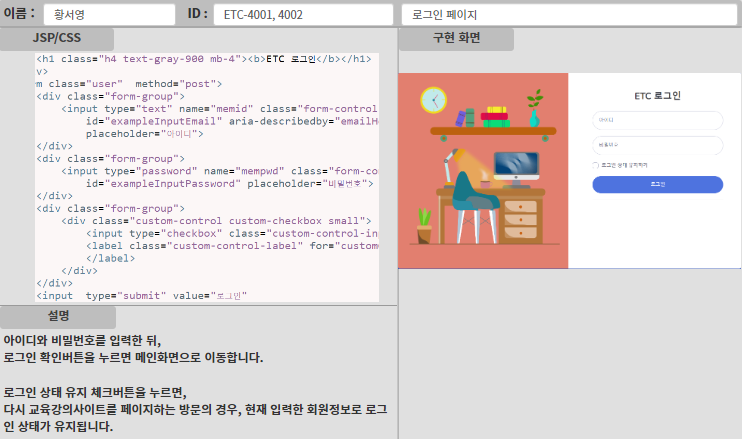 이름 : 황서영 ID : ETC-4001, 4002 로그인 페이지
JSP/CSS
<h1 class="h4 text-gray-900 mb-4"><b>ETC 로그인</b></h1>
v>
m class="user"  method="post">
<div class="form-group">
<input type="text" name="memid" class="form-control
id="exampleInputEmail" aria-describedby="emailHe
placeholder="아이디">
</div>
<div class="form-group">
<input type="password" name="mempwd" class="form-co
id="exampleInputPassword" placeholder="비밀번호">
</div>
<div class="form-group">
<div class="custom-control custom-checkbox small">
<input type="checkbox" class="custom-control-in
<label class="custom-control-label" for="custom
</label>
</div>
</div>
<input  type="submit" value="로그인"
구현 화면
ETC 로그인
아이디
비밀번호
로그인 상태 유지하기
로그인
설명
아이디와 비밀번호를 입력한 뒤,
로그인 확인버튼을 누르면 메인화면으로 이동합니다.
로그인 상태 유지 체크버튼을 누르면,
다시 교육강의사이트를 페이지하는 방문의 경우, 현재 입력한 회원정보로 로그
인 상태가 유지됩니다.